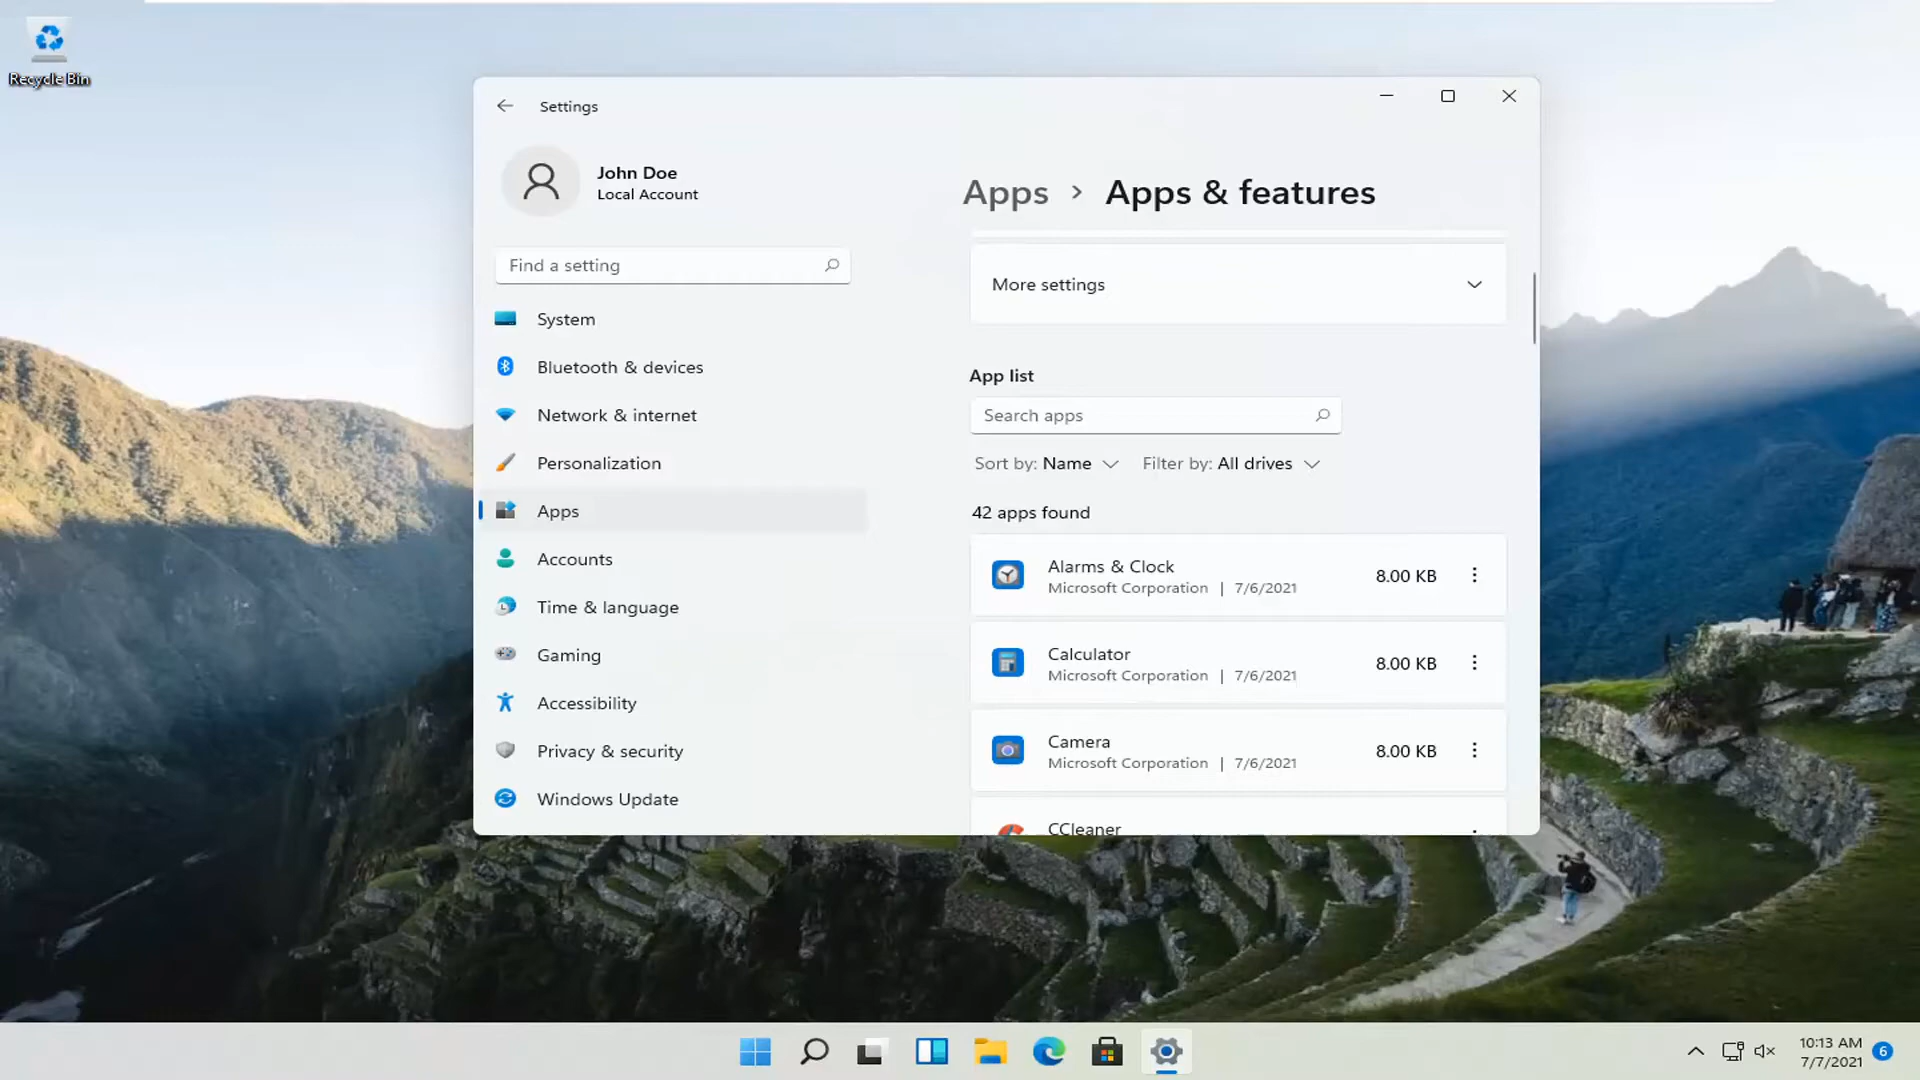 Recycle Bin
Settings
John Doe
Local Account
Find a setting
System
Bluetooth & devices
Network & internet
Personalization
Apps
Accounts
Time & language
Gaming
Accessibility
Privacy & security
Windows Update
Apps > Apps & features
More settings
App list
Search apps
Sort by: Name Filter by: All drives
42 apps found
Alarms & Clock
Microsoft Corporation | 7/6/2021
8.00 KB
Calculator
Microsoft Corporation | 7/6/2021
8.00 KB
Camera
Microsoft Corporation | 7/6/2021
8.00 KB
CCleaner
10:13 AM
7/7/2021
6